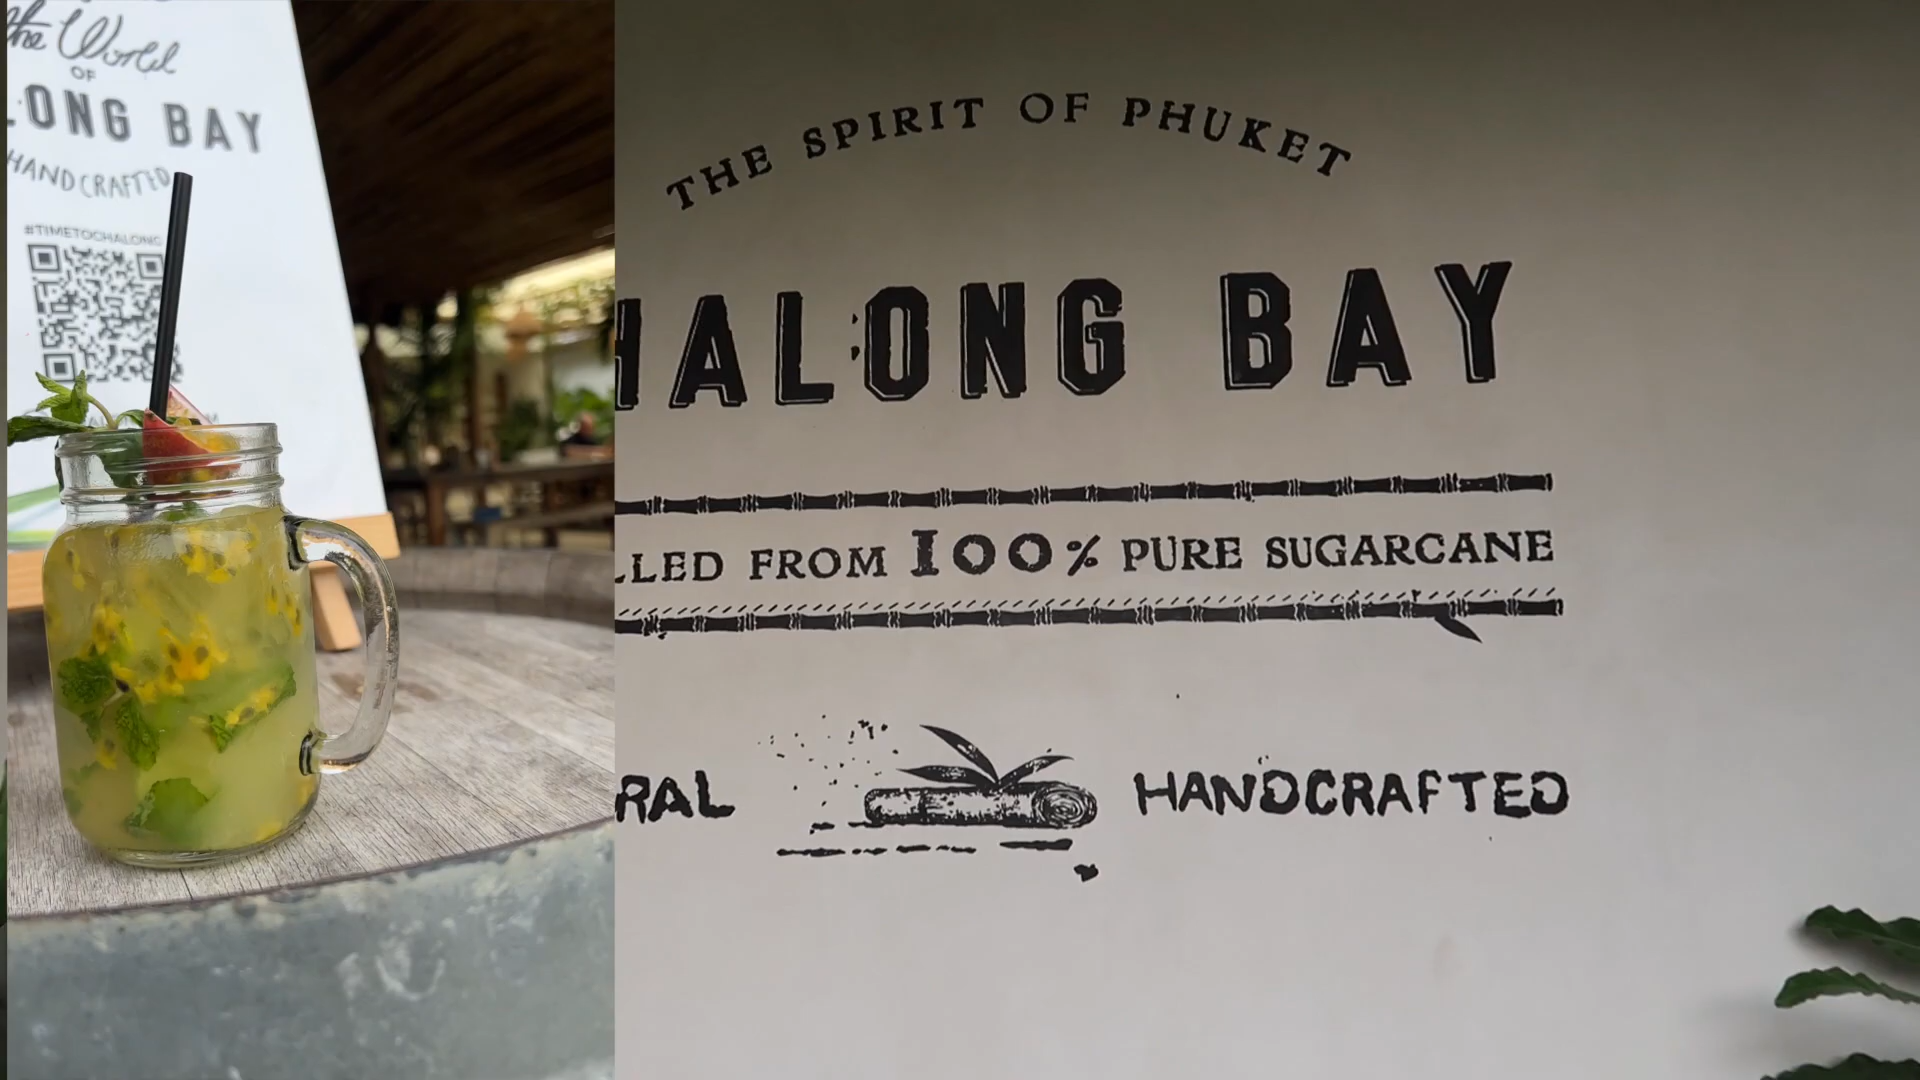 the World
OF
LONG BAY
HANDCRAFTED
#TIMETOCHALONG
THE SPIRIT OF PHUKET
HALONG BAY
LLED FROM 100% PURE SUGARCANE
RAL HANDCRAFTED